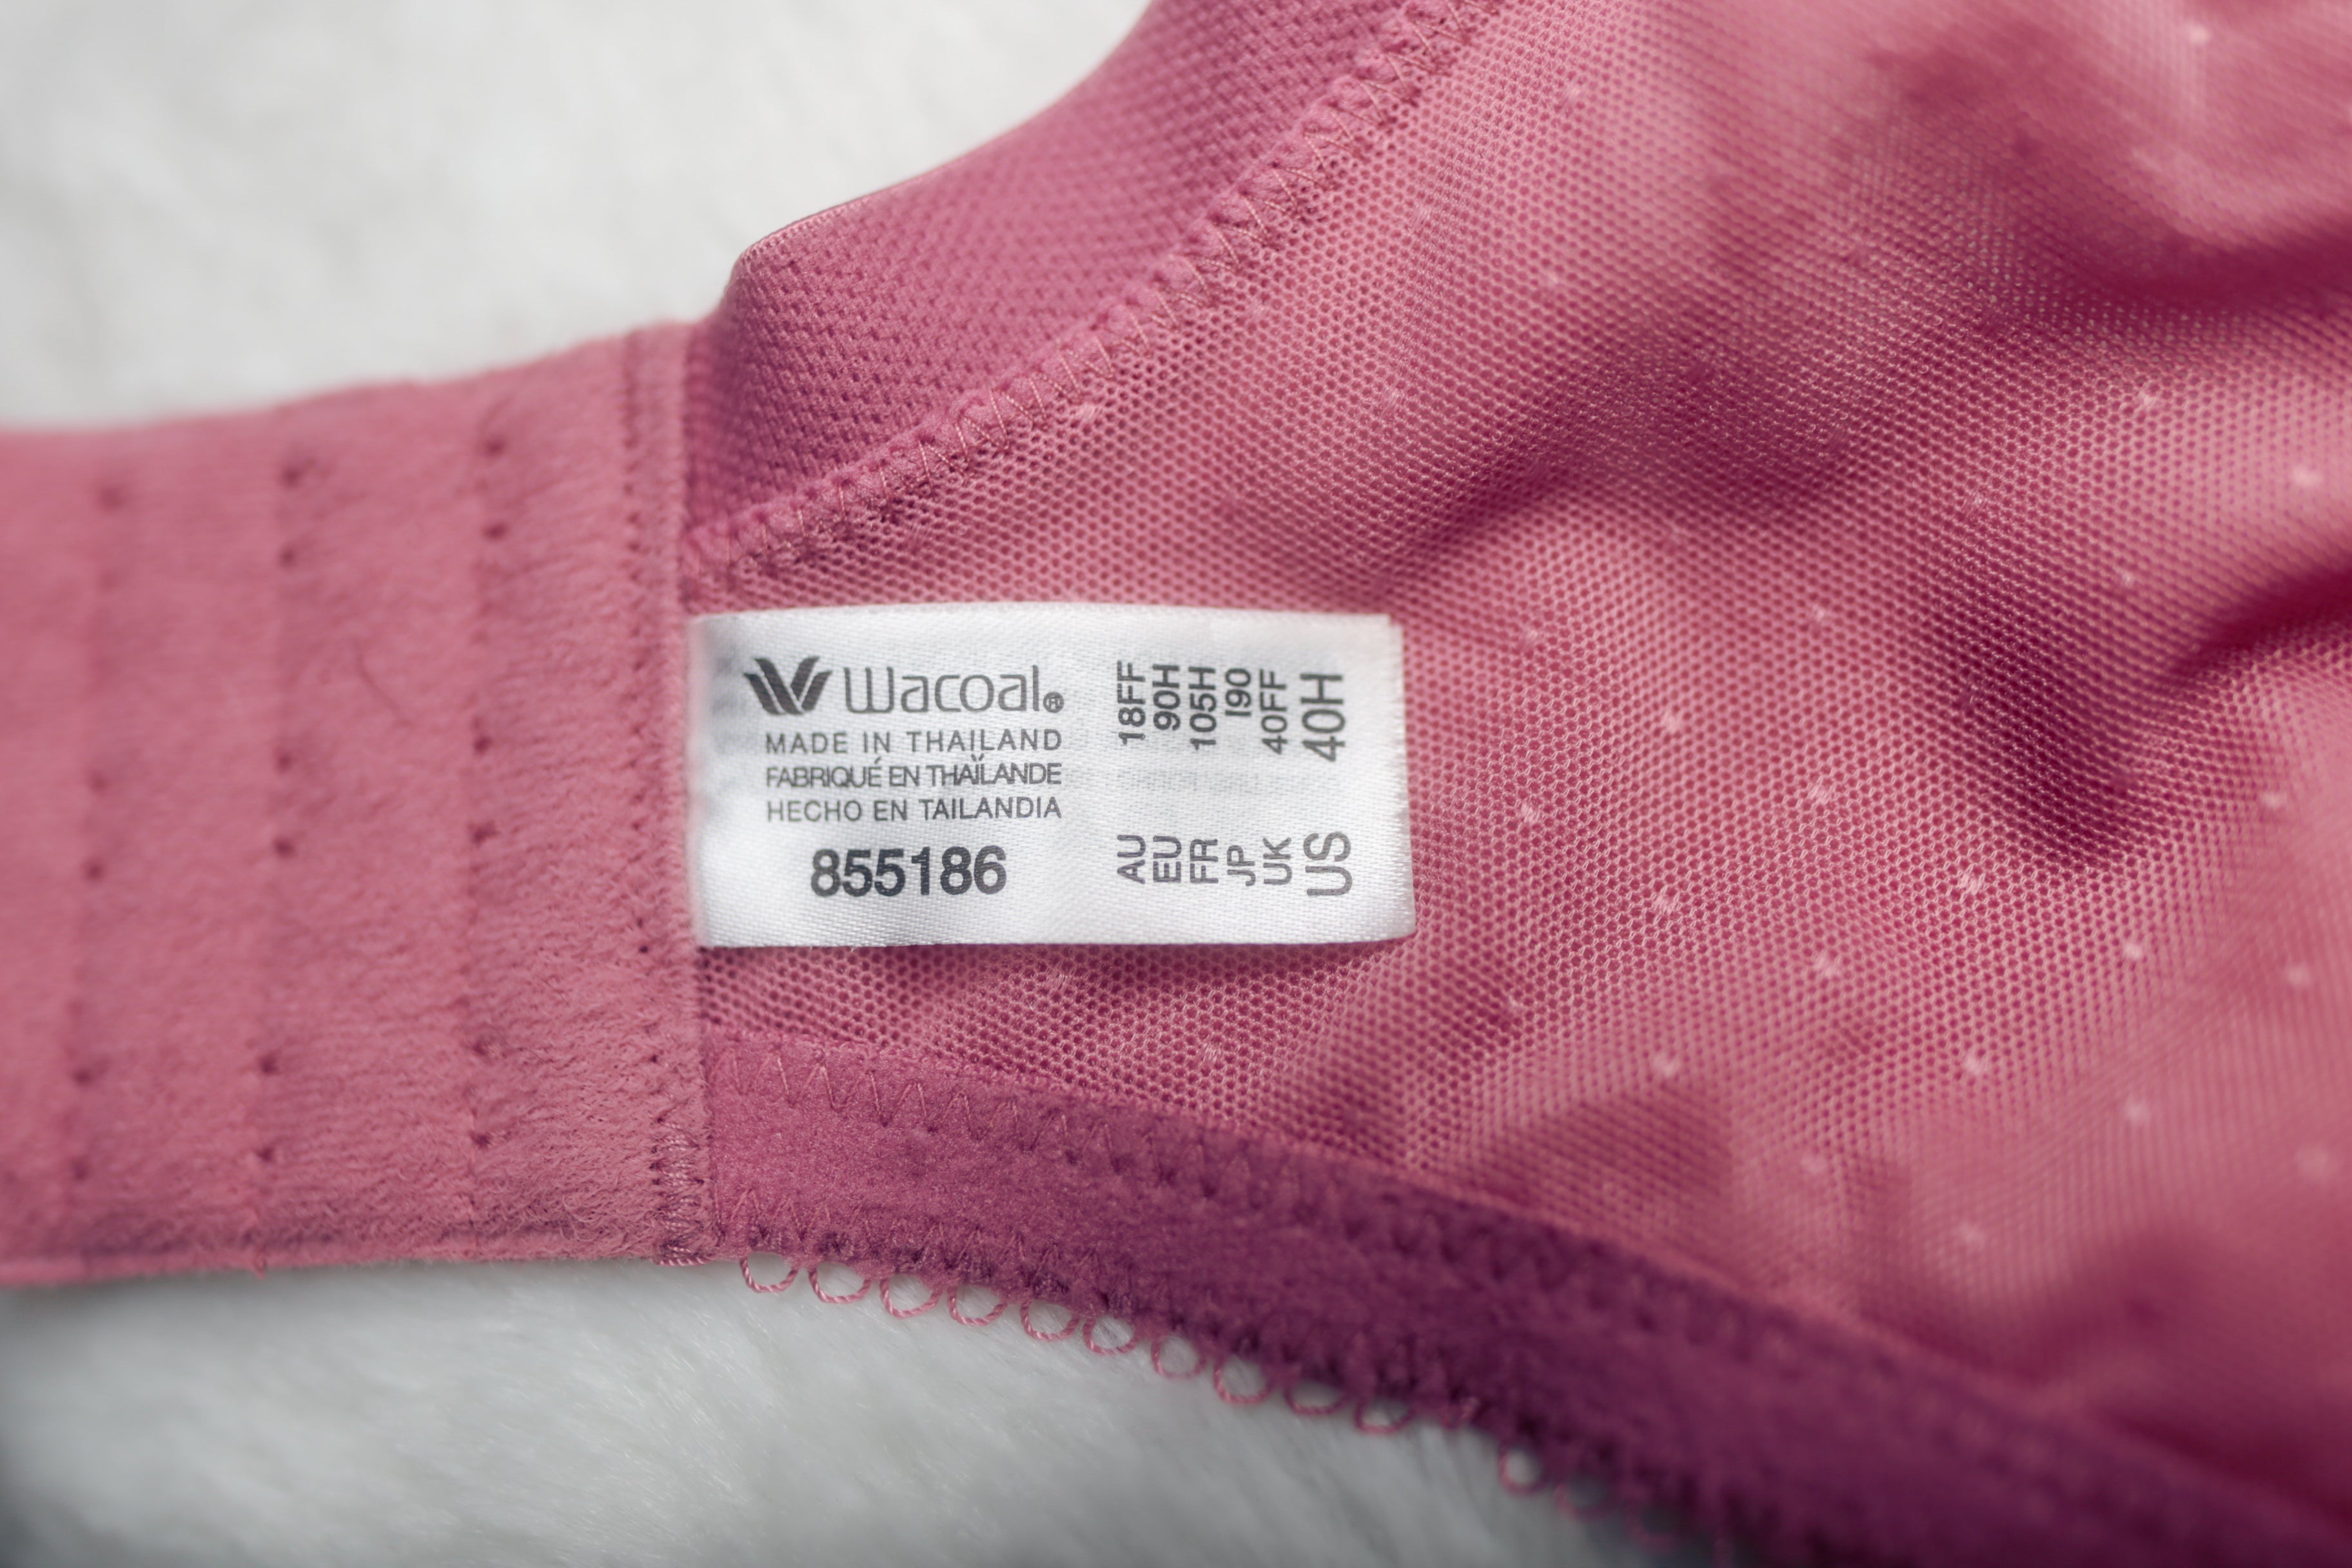 Wacoal®
MADE IN THAILAND
FABRIQUÉ EN THAÏLANDE
HECHO EN TAILANDIA
855186
AU 18FF
EU 90H
FR 105H
JP I90
UK 40FF
US 40H